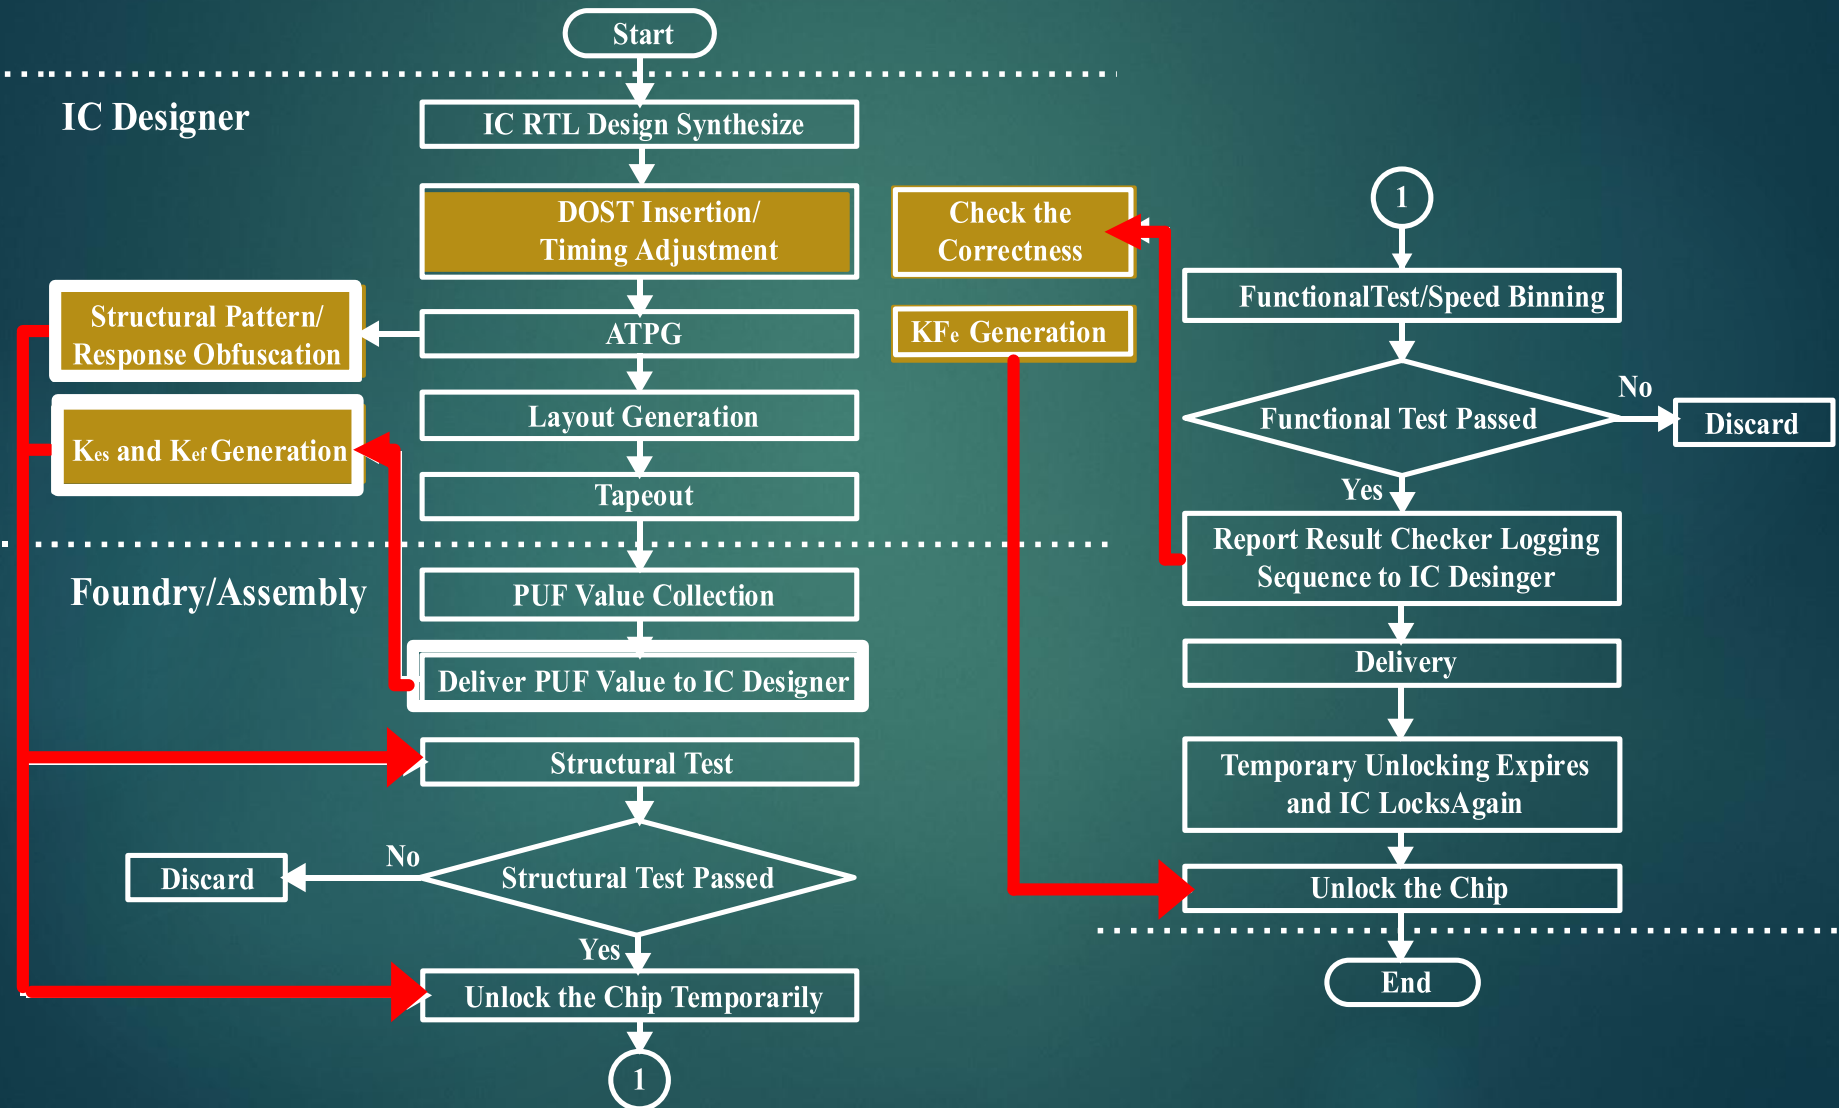 Start
IC Designer
IC RTL Design Synthesize
DOST Insertion/
Timing Adjustment
Structural Pattern/
Response Obfuscation
ATPG
Kes and Kef Generation
Layout Generation
Tapeout
Foundry/Assembly
PUF Value Collection
Deliver PUF Value to IC Designer
Structural Test
No
Discard
Structural Test Passed
Yes
Unlock the Chip Temporarily
1
Check the
Correctness
KFe Generation
1
FunctionalTest/Speed Binning
Functional Test Passed
No
Discard
Yes
Report Result Checker Logging
Sequence to IC Desinger
Delivery
Temporary Unlocking Expires
and IC LocksAgain
Unlock the Chip
End